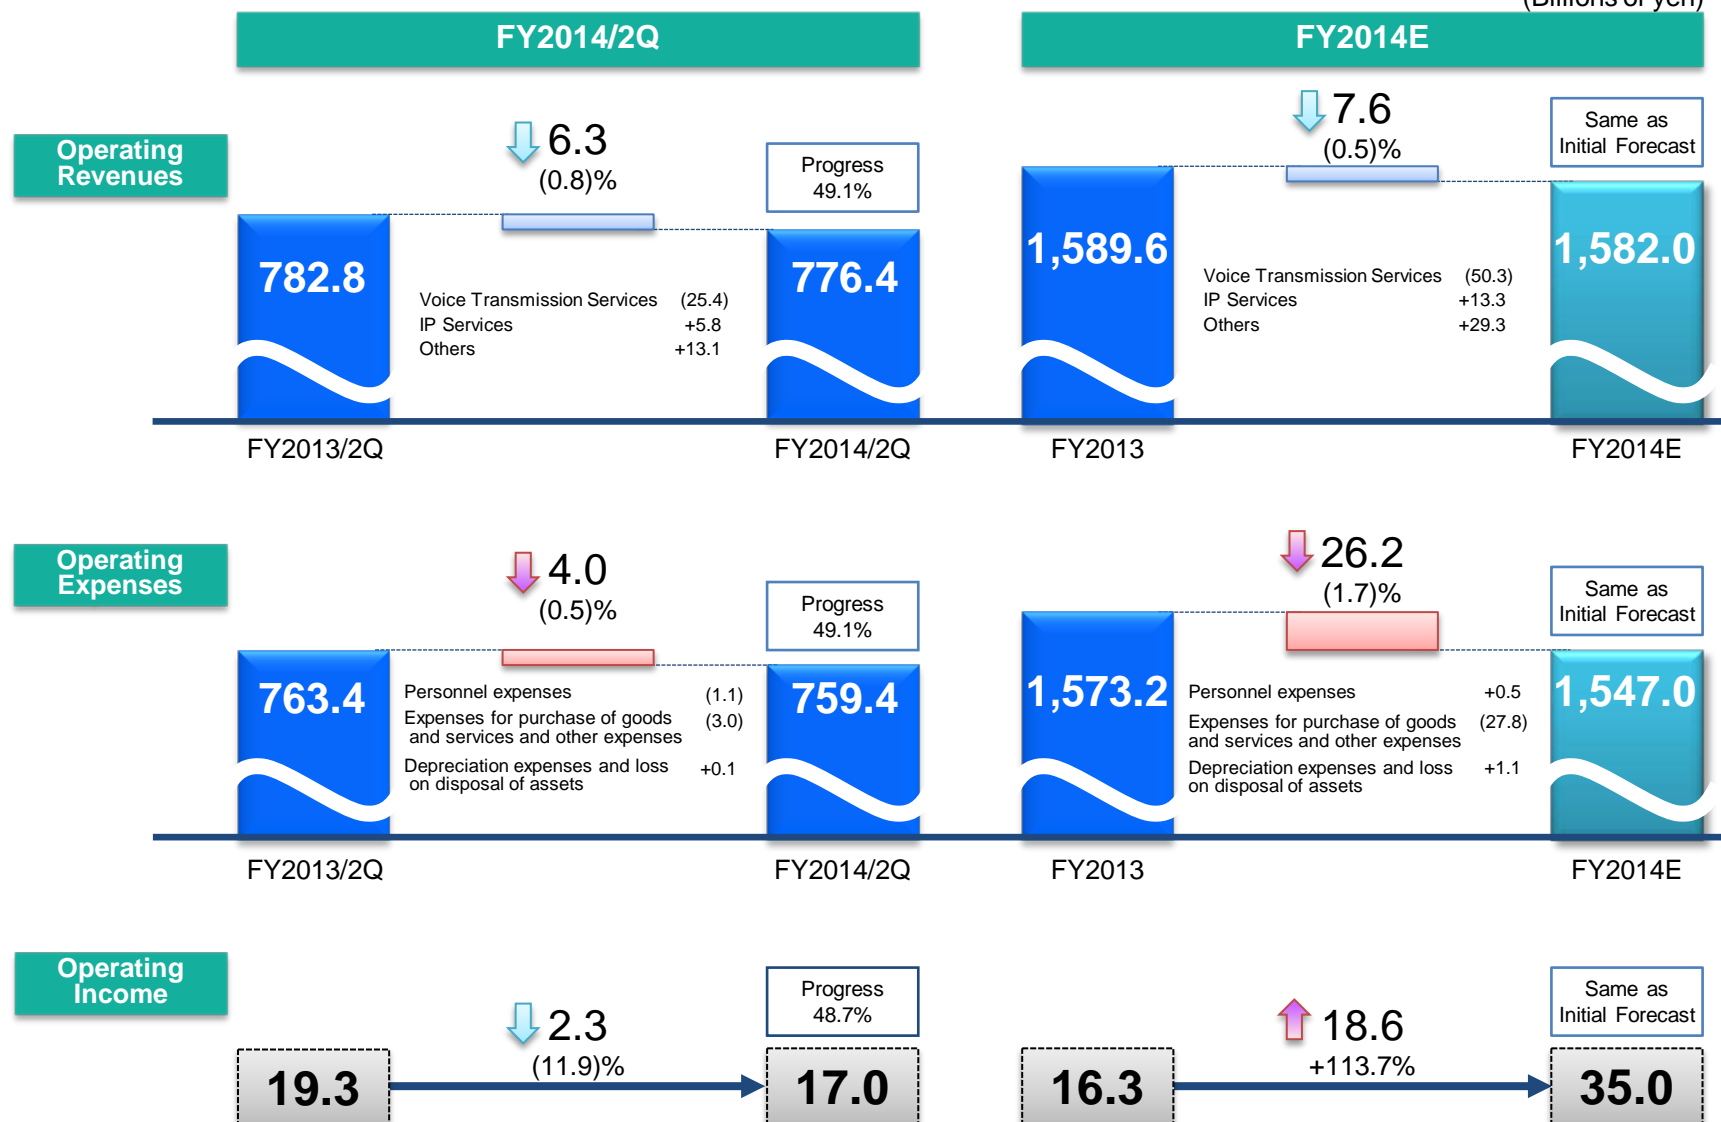 (Billions of yen)
FY2014/2Q
FY2014E
Operating
Revenues
6.3
(0.8)%
Progress
49.1%
7.6
(0.5)%
Same as
Initial Forecast
782.8
776.4
Voice Transmission Services (25.4)
IP Services +5.8
Others +13.1
1,589.6
1,582.0
Voice Transmission Services (50.3)
IP Services +13.3
Others +29.3
FY2013/2Q
FY2014/2Q
FY2013
FY2014E
Operating
Expenses
4.0
(0.5)%
Progress
49.1%
26.2
(1.7)%
Same as
Initial Forecast
763.4
759.4
Personnel expenses (1.1)
Expenses for purchase of goods (3.0)
and services and other expenses
Depreciation expenses and loss +0.1
on disposal of assets
1,573.2
1,547.0
Personnel expenses +0.5
Expenses for purchase of goods (27.8)
and services and other expenses
Depreciation expenses and loss +1.1
on disposal of assets
FY2013/2Q
FY2014/2Q
FY2013
FY2014E
Operating
Income
2.3
(11.9)%
Progress
48.7%
18.6
+113.7%
Same as
Initial Forecast
19.3
17.0
16.3
35.0